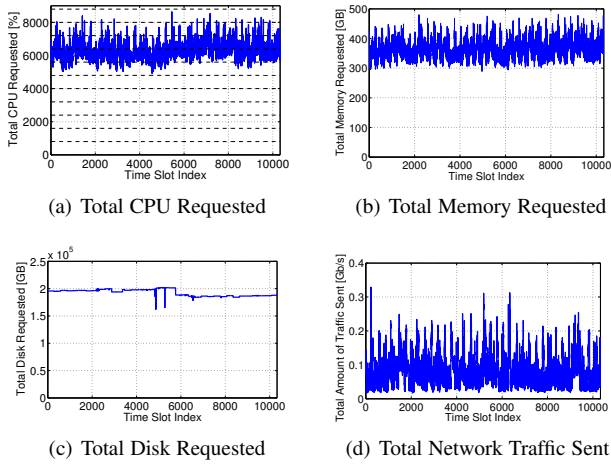 Total CPU Requested [%]
8000
6000
4000
2000
0
0 2000 4000 6000 8000 10000
Time Slot Index
(a) Total CPU Requested
Total Memory Requested [GB]
500
400
300
200
100
0
0 2000 4000 6000 8000 10000
Time Slot Index
(b) Total Memory Requested
Total Disk Requested [GB]
x 10^5
2.5
2
1.5
1
0.5
0
0 2000 4000 6000 8000 10000
Time Slot Index
(c) Total Disk Requested
Total Amount of Traffic Sent [Gb/s]
0.4
0.3
0.2
0.1
0
0 2000 4000 6000 8000 10000
Time Slot Index
(d) Total Network Traffic Sent